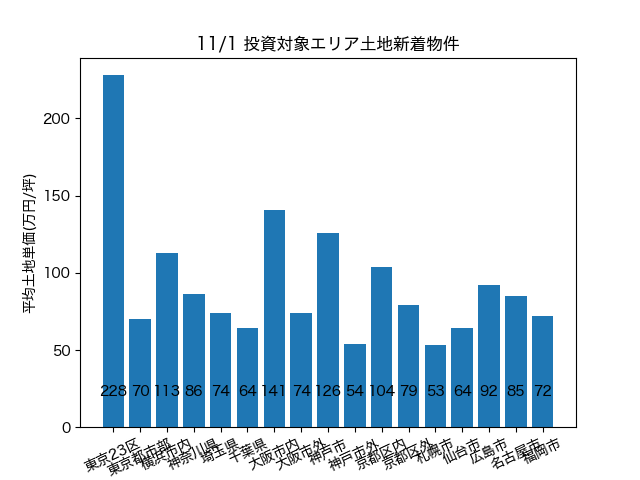 11/1 投資対象エリア土地新着物件
平均土地単価(万円/坪)
200
150
100
50
0
228 70 113 86 74 64 141 74 126 54 104 79 53 64 92 85 72
東京23区
東京都市部
横浜市内
神奈川県
埼玉県
千葉県
大阪市内
大阪市外
神戸市
神戸市外
京都区内
京都区外
札幌市
仙台市
広島市
名古屋市
福岡市